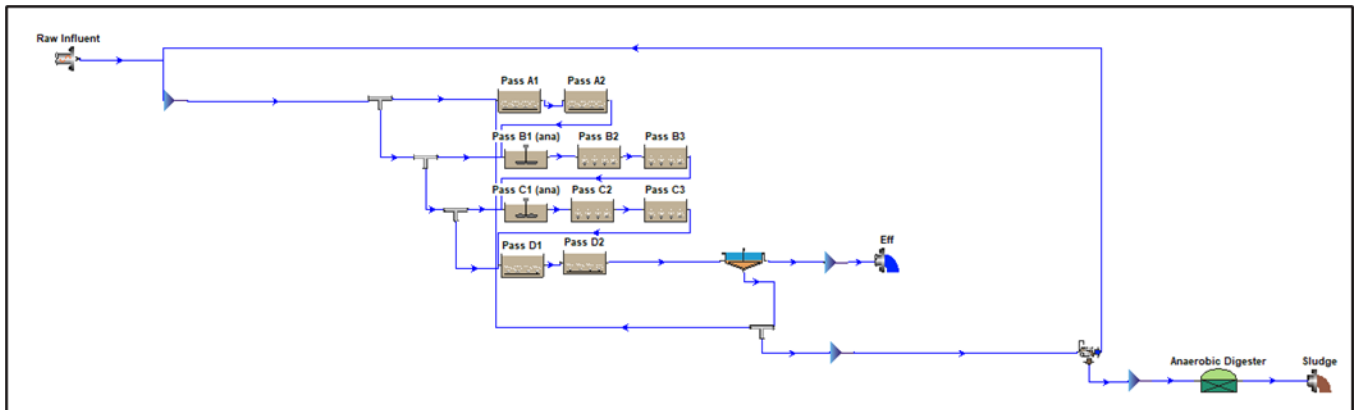 Raw Influent
Pass A1
Pass A2
Pass B1 (ana)
Pass B2
Pass B3
Pass C1 (ana)
Pass C2
Pass C3
Pass D1
Pass D2
Eff
Anaerobic Digester
Sludge